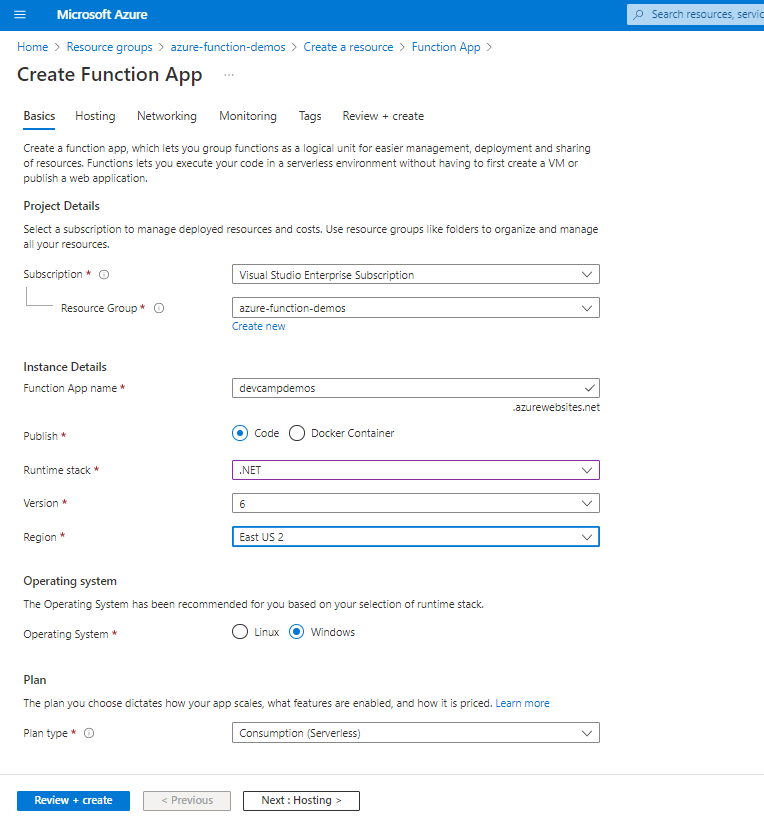 Microsoft Azure
Search resources, servic
Home > Resource groups > azure-function-demos > Create a resource > Function App >
Create Function App ...
Basics Hosting Networking Monitoring Tags Review + create
Create a function app, which lets you group functions as a logical unit for easier management, deployment and sharing
of resources. Functions lets you execute your code in a serverless environment without having to first create a VM or
publish a web application.
Project Details
Select a subscription to manage deployed resources and costs. Use resource groups like folders to organize and manage
all your resources.
Subscription * Visual Studio Enterprise Subscription
Resource Group * azure-function-demos
Create new
Instance Details
Function App name * devcampdemos
.azurewebsites.net
Publish * Code Docker Container
Runtime stack * .NET
Version * 6
Region * East US 2
Operating system
The Operating System has been recommended for you based on your selection of runtime stack.
Operating System * Linux Windows
Plan
The plan you choose dictates how your app scales, what features are enabled, and how it is priced. Learn more
Plan type * Consumption (Serverless)
Review + create < Previous Next : Hosting >